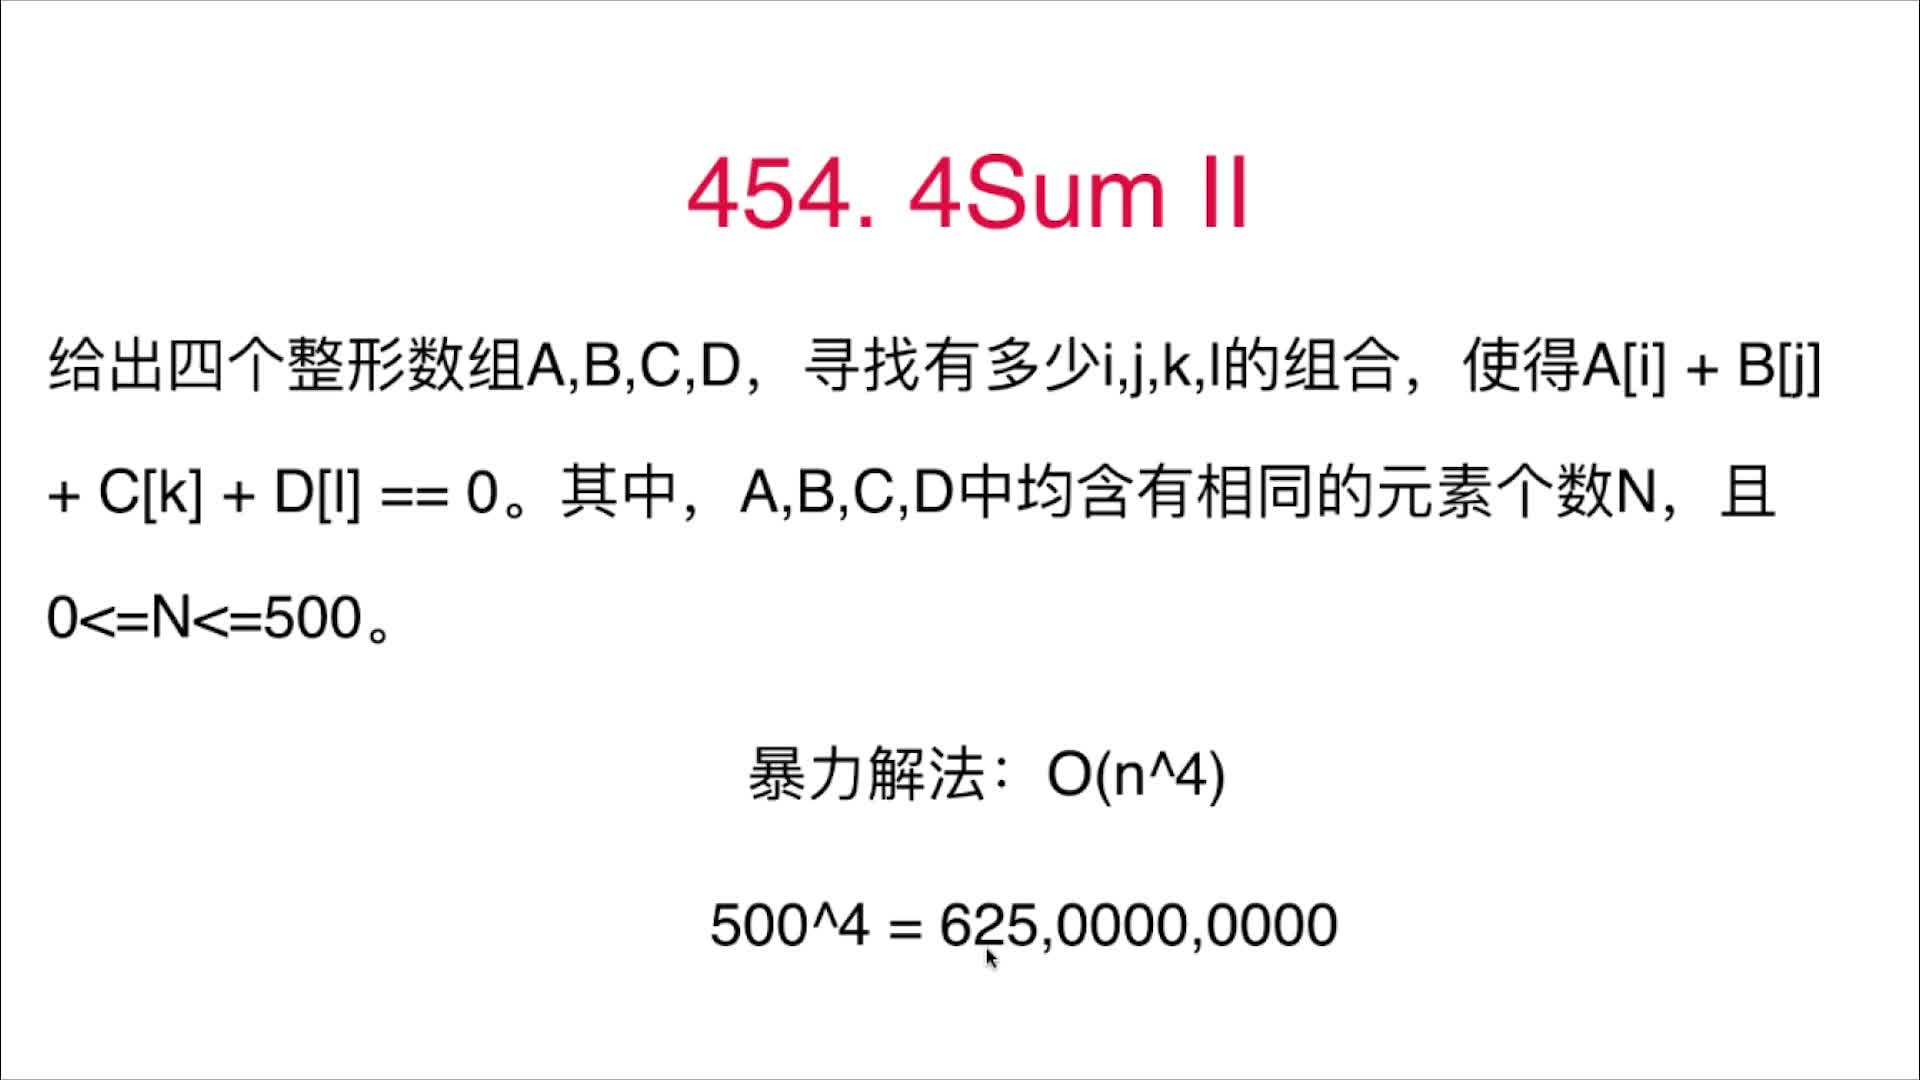 454. 4Sum II
给出四个整形数组A,B,C,D，寻找有多少i,j,k,l的组合，使得A[i] + B[j]
+ C[k] + D[l] == 0。其中，A,B,C,D中均含有相同的元素个数N，且
0<=N<=500。
暴力解法：O(n^4)
500^4 = 625,0000,0000